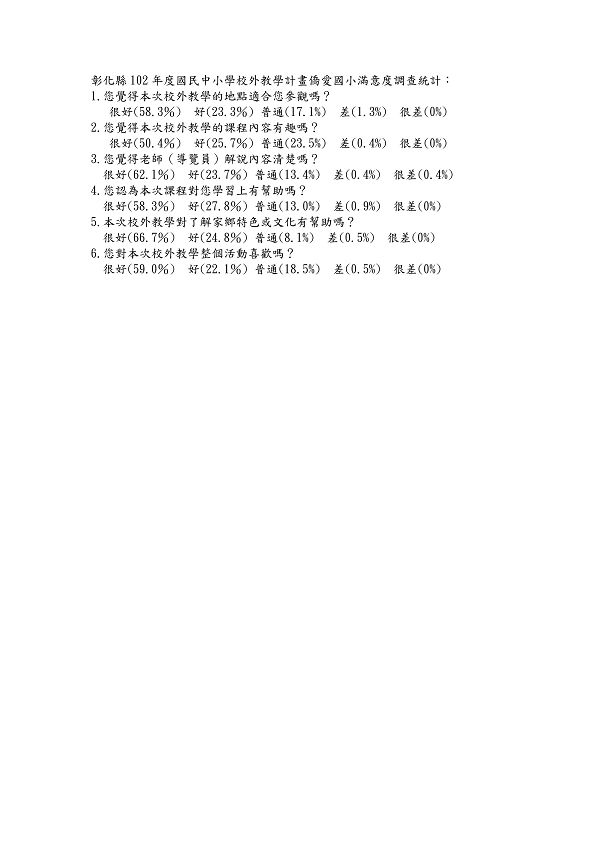 彰化縣 102 年度國民中小學校外教學計畫僑愛國小滿意度調查統計：
1.您覺得本次校外教學的地點適合您參觀嗎？
很好(58.3%) 好(23.3%) 普通(17.1%) 差(1.3%) 很差(0%)
2.您覺得本次校外教學的課程內容有趣嗎？
很好(50.4%) 好(25.7%) 普通(23.5%) 差(0.4%) 很差(0%)
3.您覺得老師（導覽員）解說內容清楚嗎？
很好(62.1%) 好(23.7%) 普通(13.4%) 差(0.4%) 很差(0.4%)
4.您認為本次課程對您學習上有幫助嗎？
很好(58.3%) 好(27.8%) 普通(13.0%) 差(0.9%) 很差(0%)
5.本次校外教學對了解家鄉特色或文化有幫助嗎？
很好(66.7%) 好(24.8%) 普通(8.1%) 差(0.5%) 很差(0%)
6.您對本次校外教學整個活動喜歡嗎？
很好(59.0%) 好(22.1%) 普通(18.5%) 差(0.5%) 很差(0%)